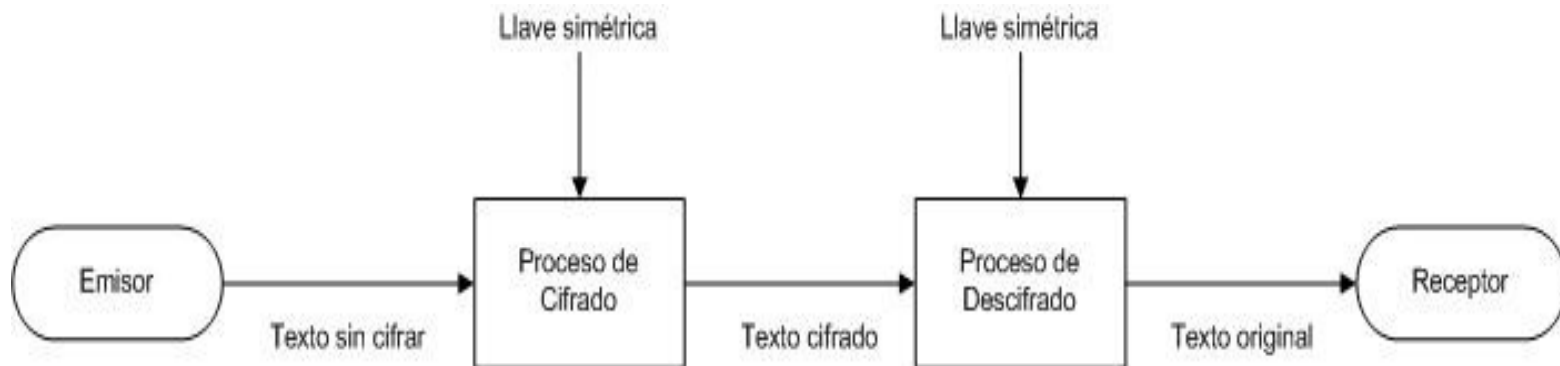 Llave simétrica
Llave simétrica
Emisor
Proceso de
Cifrado
Proceso de
Descifrado
Receptor
Texto sin cifrar
Texto cifrado
Texto original